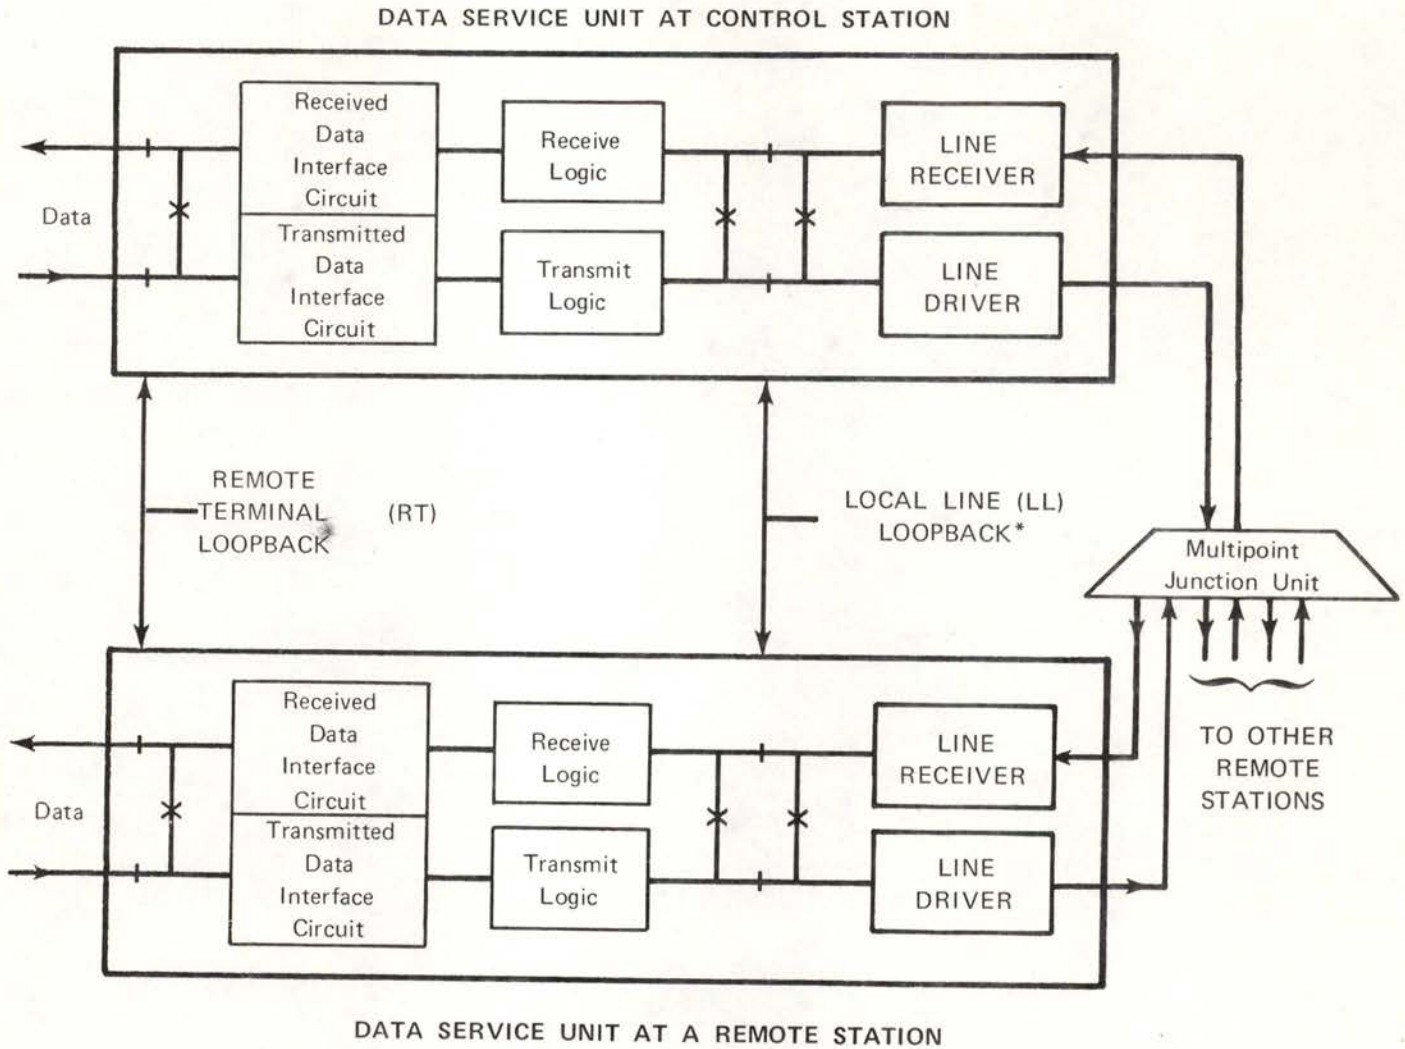 DATA SERVICE UNIT AT CONTROL STATION
Received
Data
Interface
Circuit
Transmitted
Data
Interface
Circuit
Receive
Logic
Transmit
Logic
LINE
RECEIVER
LINE
DRIVER
Data
REMOTE
TERMINAL (RT)
LOOPBACK
LOCAL LINE (LL)
LOOPBACK*
Multipoint
Junction Unit
TO OTHER
REMOTE
STATIONS
Received
Data
Interface
Circuit
Transmitted
Data
Interface
Circuit
Receive
Logic
Transmit
Logic
LINE
RECEIVER
LINE
DRIVER
Data
DATA SERVICE UNIT AT A REMOTE STATION